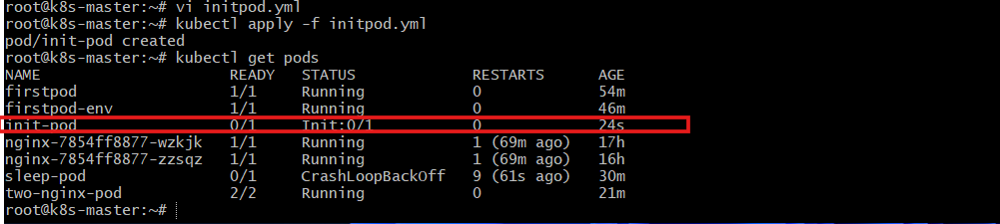 root@k8s-master:~# vi initpod.yml
root@k8s-master:~# kubectl apply -f initpod.yml
pod/init-pod created
root@k8s-master:~# kubectl get pods
NAME READY STATUS RESTARTS AGE
firstpod 1/1 Running 0 54m
firstpod-env 1/1 Running 0 46m
init-pod 0/1 Init:0/1 0 24s
nginx-7854ff8877-wzkjk 1/1 Running 1 (69m ago) 17h
nginx-7854ff8877-zzsqz 1/1 Running 1 (69m ago) 16h
sleep-pod 0/1 CrashLoopBackOff 9 (61s ago) 30m
two-nginx-pod 2/2 Running 0 21m
root@k8s-master:~#